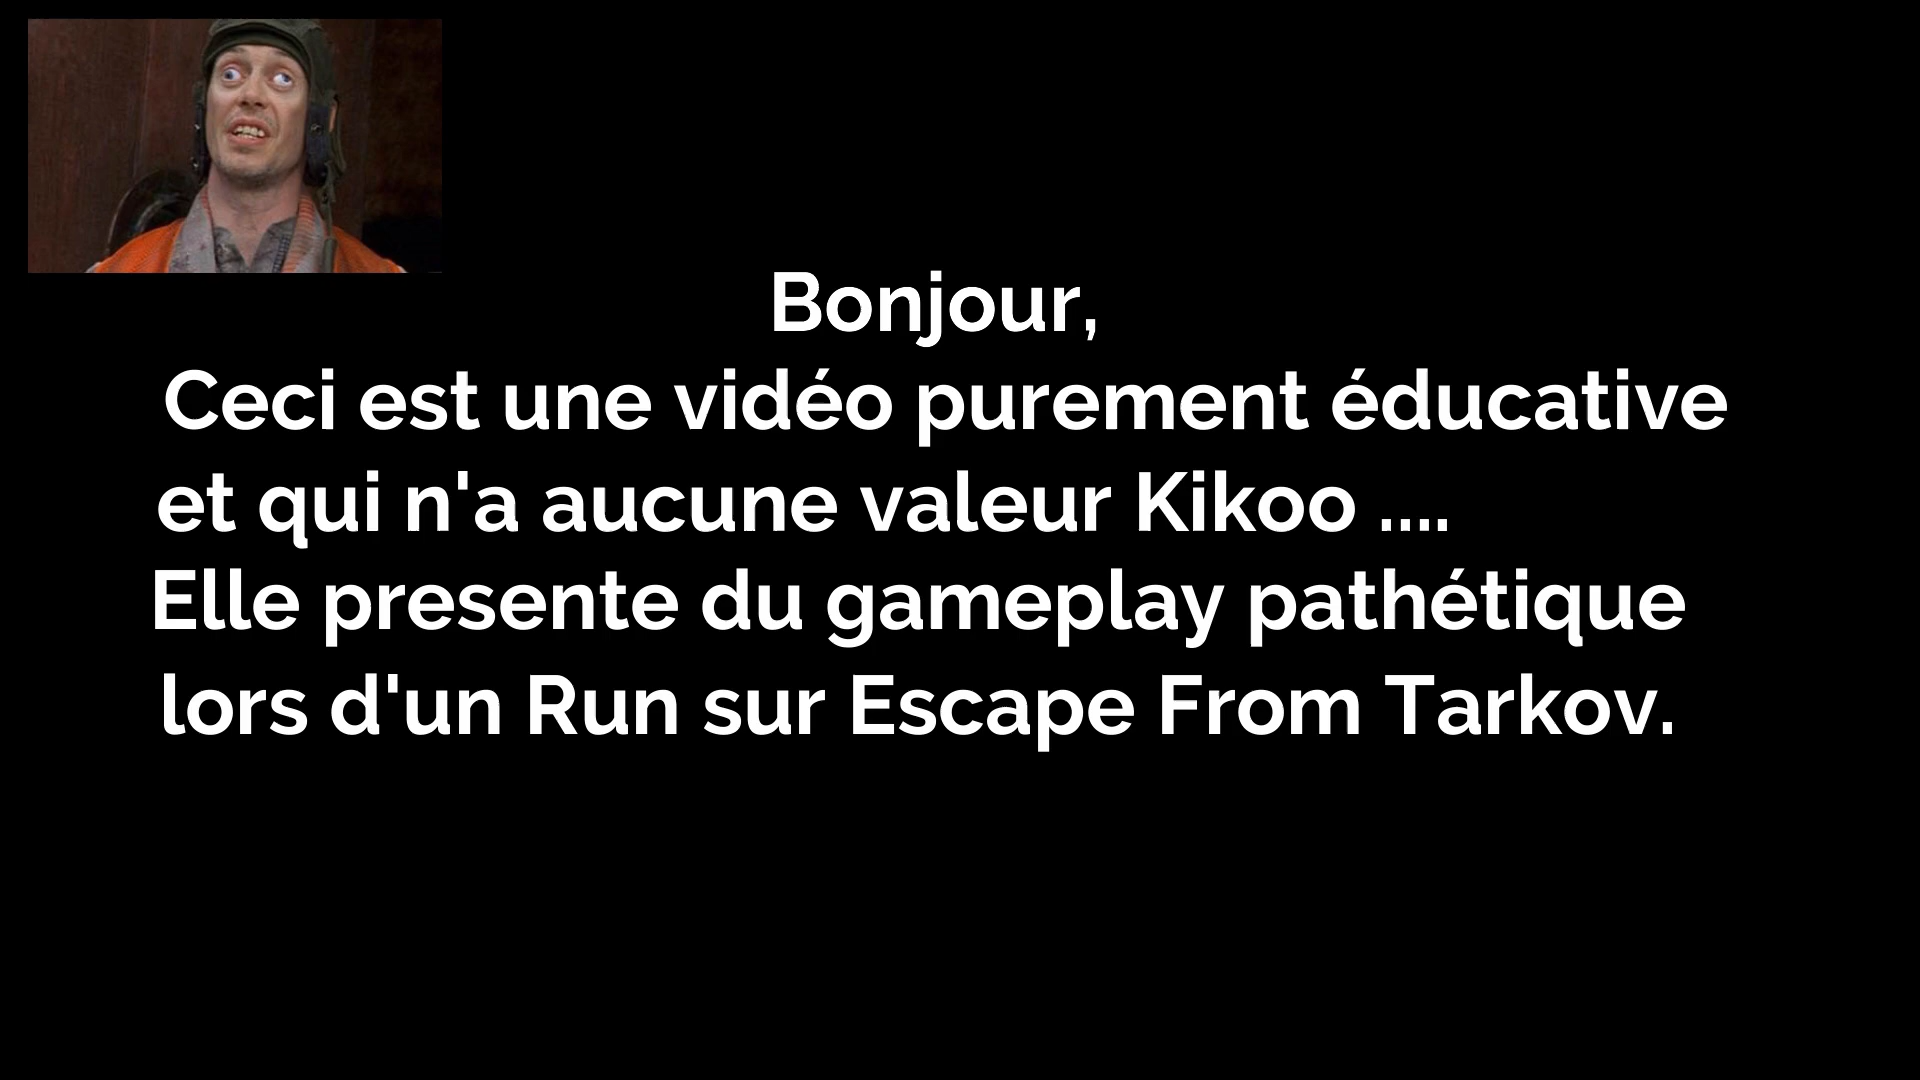 Bonjour,
Ceci est une vidéo purement éducative
et qui n'a aucune valeur Kikoo ....
Elle presente du gameplay pathétique
lors d'un Run sur Escape From Tarkov.